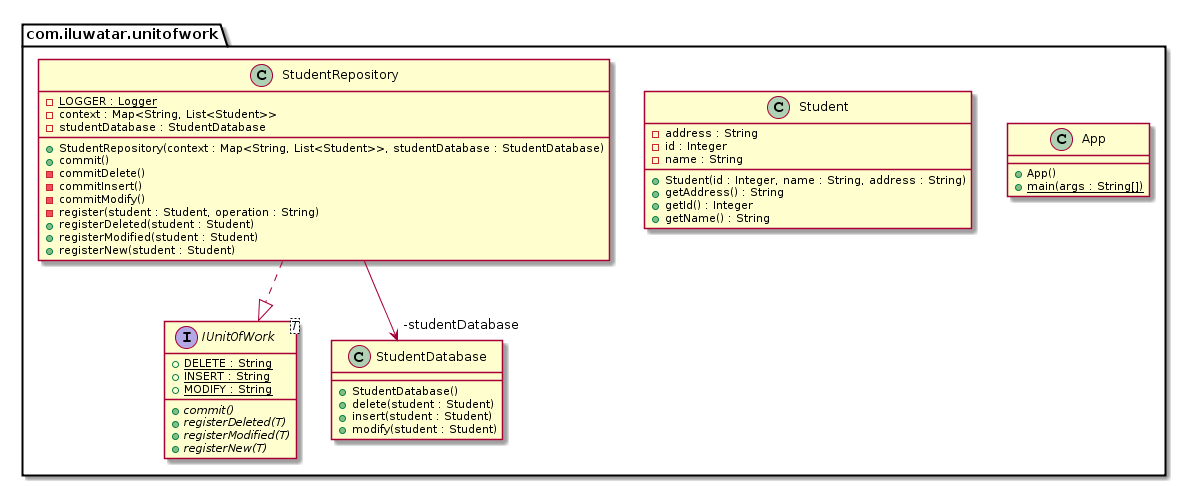 com.iluwatar.unitofwork
C StudentRepository
LOGGER : Logger
context : Map<String, List<Student>>
studentDatabase : StudentDatabase
StudentRepository(context : Map<String, List<Student>>, studentDatabase : StudentDatabase)
commit()
commitDelete()
commitInsert()
commitModify()
register(student : Student, operation : String)
registerDeleted(student : Student)
registerModified(student : Student)
registerNew(student : Student)
C Student
address : String
id : Integer
name : String
Student(id : Integer, name : String, address : String)
getAddress() : String
getId() : Integer
getName() : String
C App
App()
main(args : String[])
-studentDatabase
I IUnitOfWork
T
DELETE : String
INSERT : String
MODIFY : String
commit()
registerDeleted(T)
registerModified(T)
registerNew(T)
C StudentDatabase
StudentDatabase()
delete(student : Student)
insert(student : Student)
modify(student : Student)